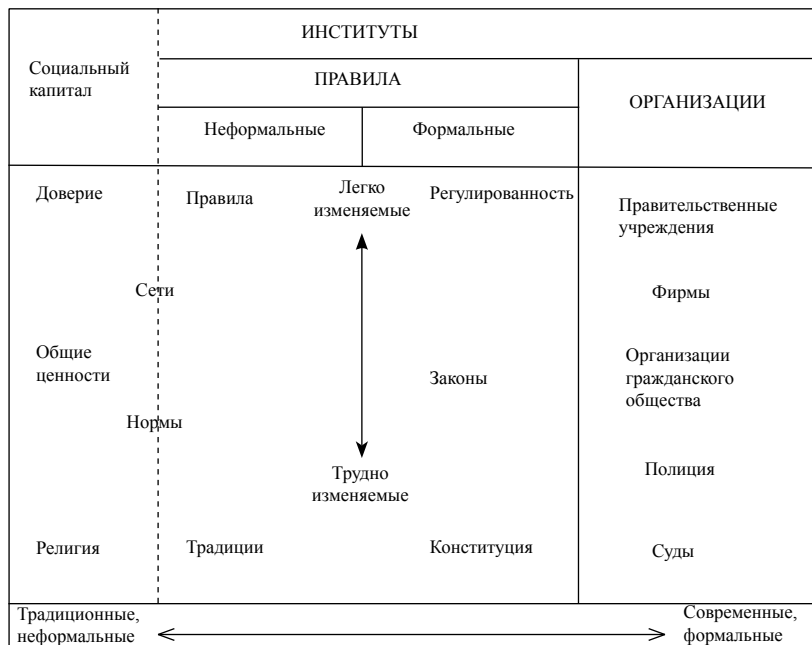 ИНСТИТУТЫ
Социальный
капитал
ПРАВИЛА
ОРГАНИЗАЦИИ
Неформальные
Формальные
Доверие
Правила
Легко
изменяемые
Регулированность
Правительственные
учреждения
Сети
Фирмы
Общие
ценности
Законы
Организации
гражданского
общества
Нормы
Трудно
изменяемые
Полиция
Религия
Традиции
Конституция
Суды
Традиционные,
неформальные
Современные,
формальные